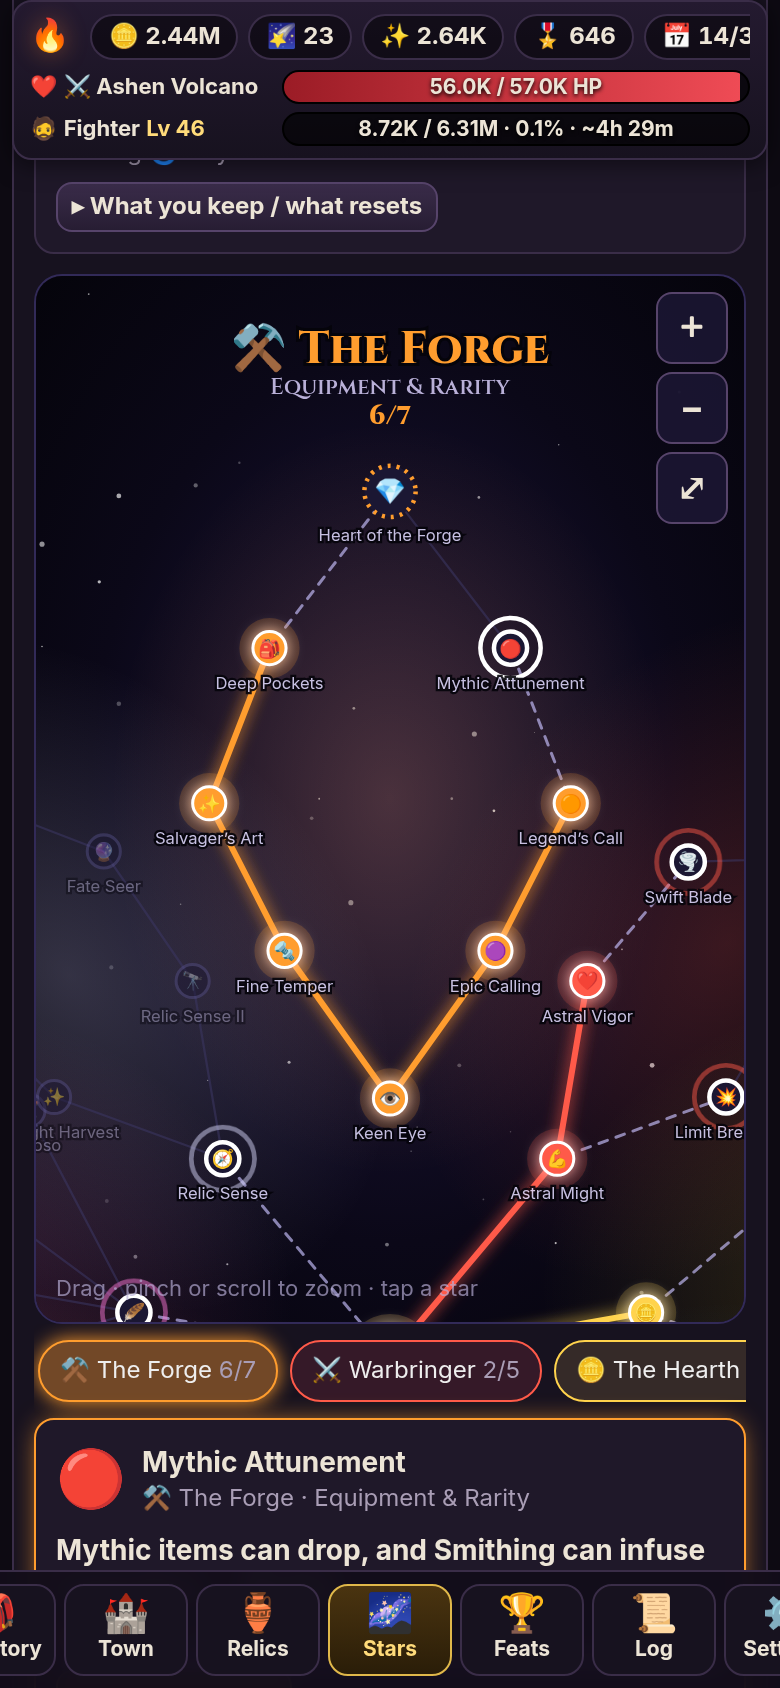 2.44M 23 2.64K 646 14/3
Ashen Volcano 56.0K / 57.0K HP
Fighter Lv 46 8.72K / 6.31M · 0.1% · ~4h 29m
▸ What you keep / what resets
The Forge
Equipment & Rarity
6/7
+
−
Heart of the Forge
Deep Pockets
Mythic Attunement
Salvager's Art
Legend's Call
Fate Seer
Swift Blade
Fine Temper
Epic Calling
Relic Sense II
Astral Vigor
ght Harvest
oso
Keen Eye
Limit Bre
Relic Sense
Astral Might
Drag · pinch or scroll to zoom · tap a star
The Forge 6/7 Warbringer 2/5 The Hearth
Mythic Attunement
The Forge · Equipment & Rarity
Mythic items can drop, and Smithing can infuse
tory Town Relics Stars Feats Log Sett